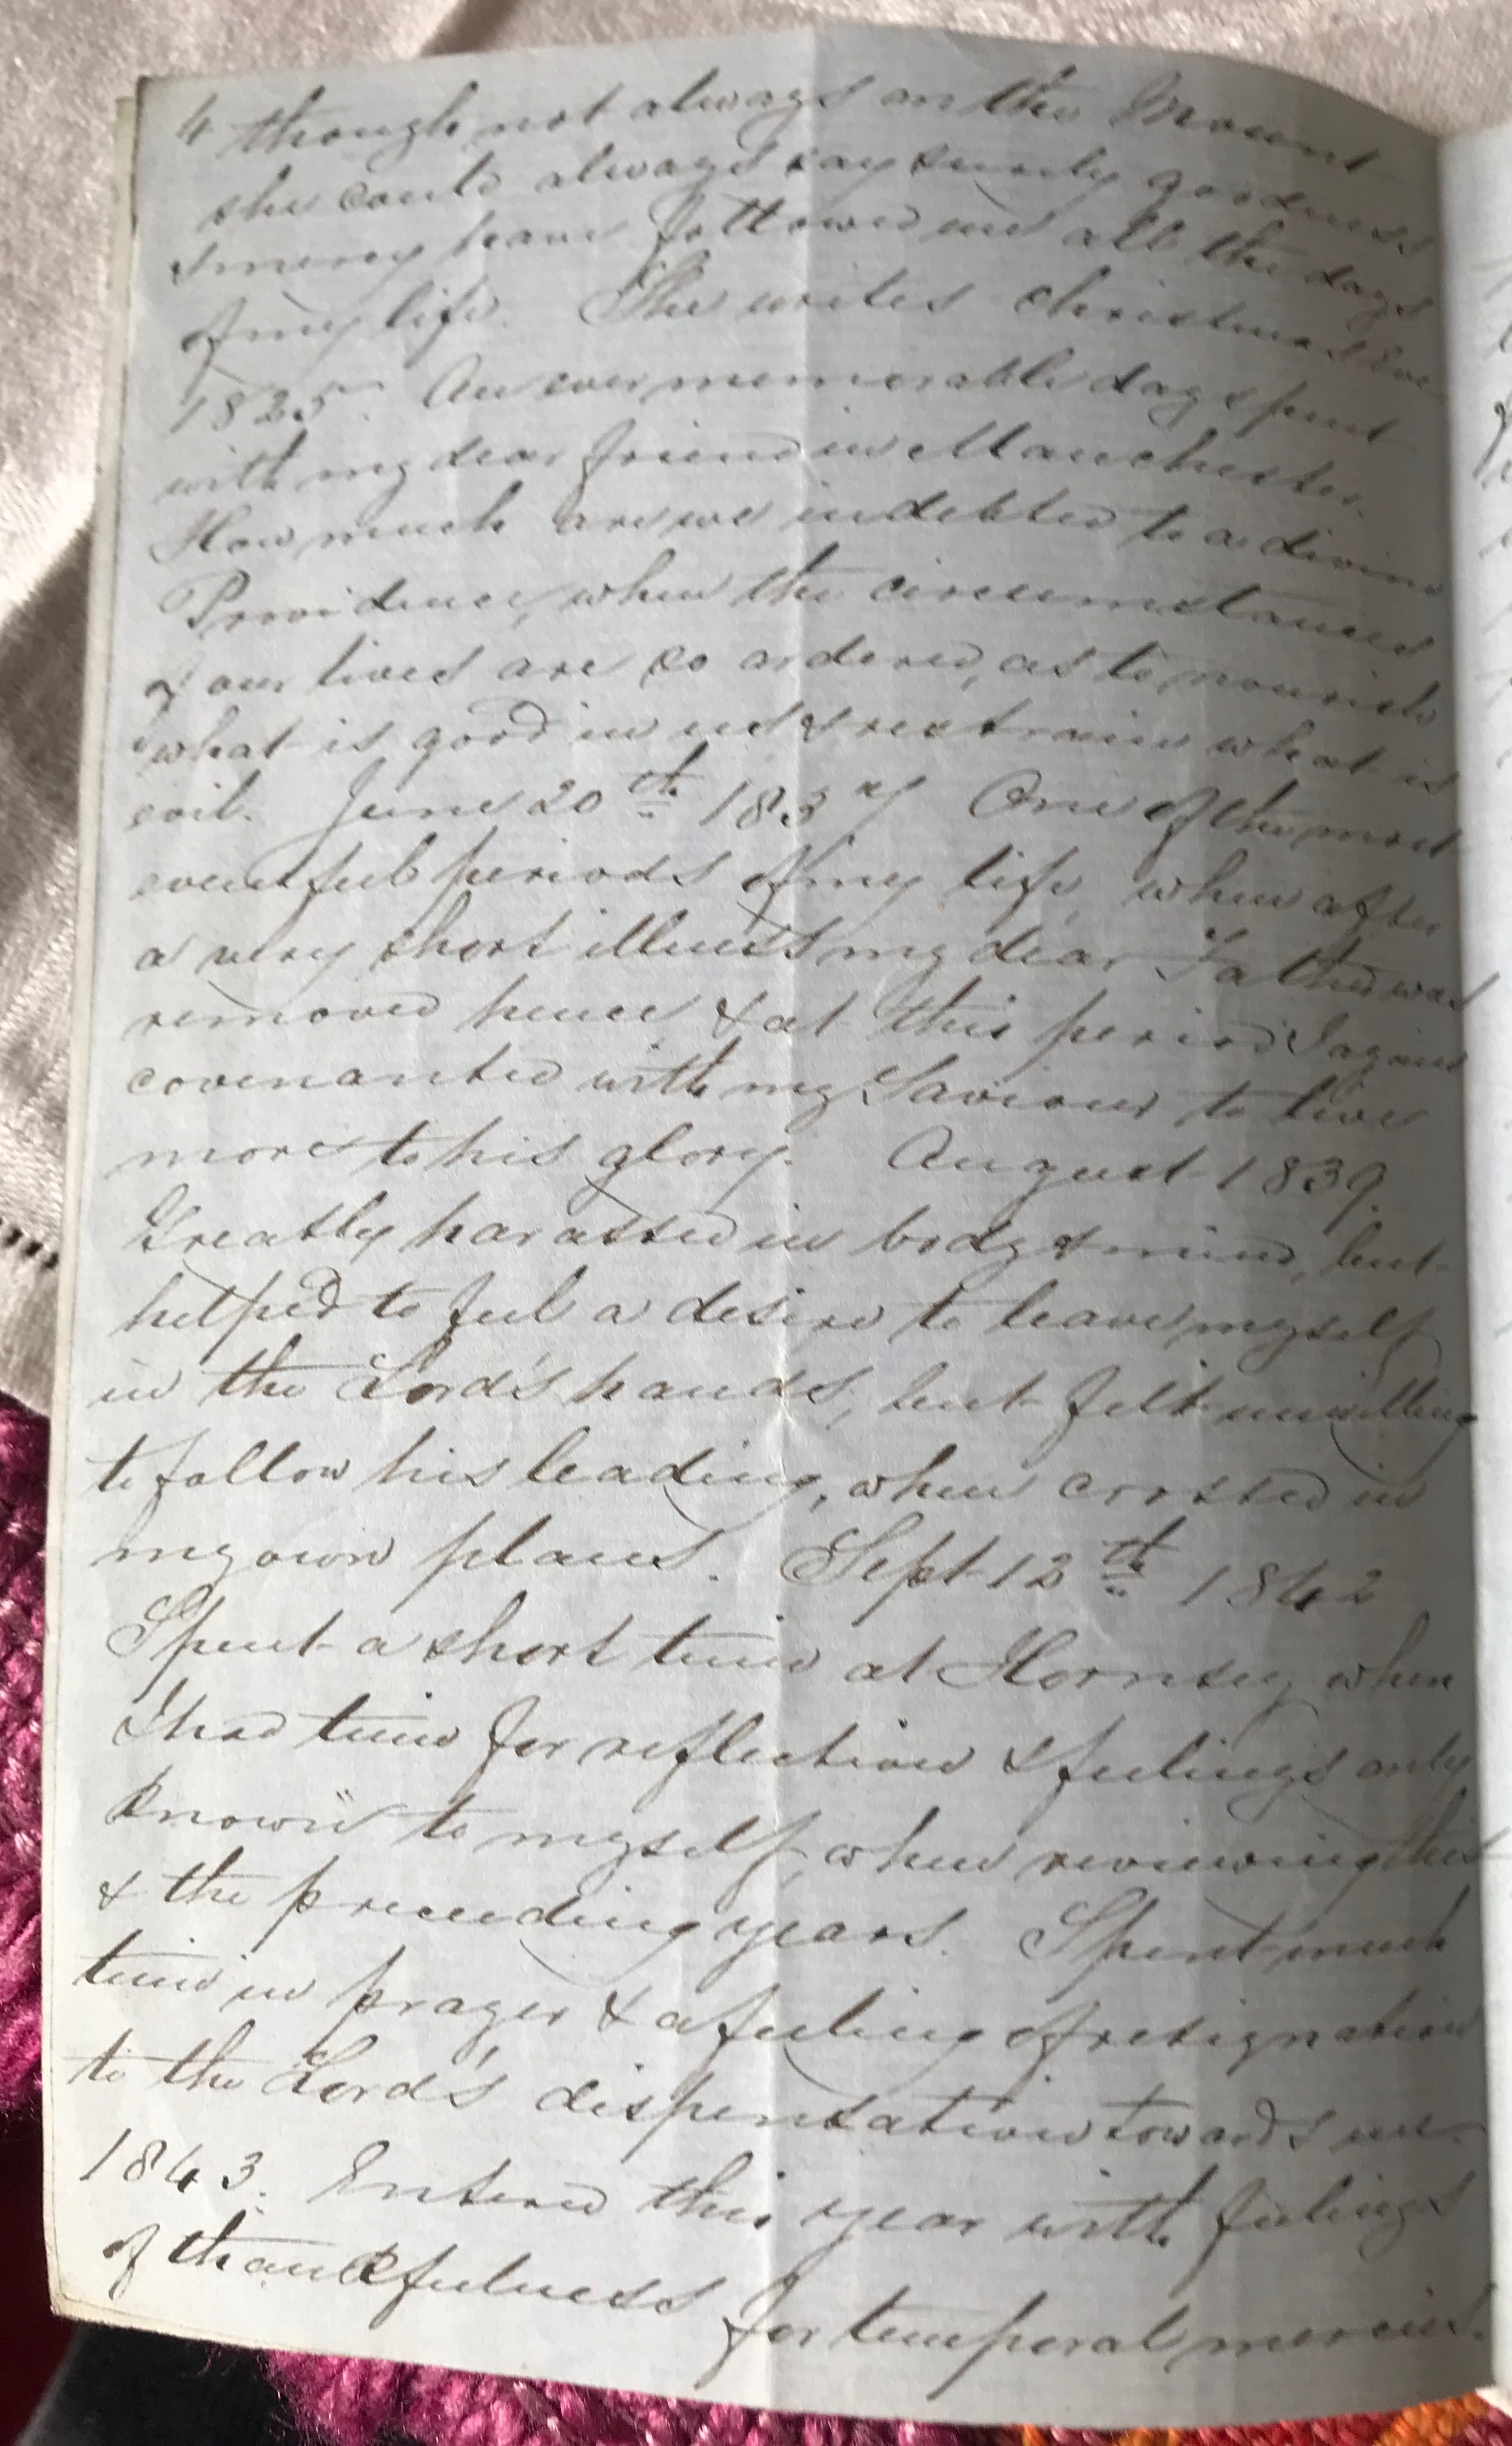 4 though not always on the Mount
she could always say surely goodness
& mercy have followed me all the days
of my life. She writes Christmas Eve
1825. An ever memorable day spent
with my dear friend in Manchester.
How much are we indebted to a divine
Providence, when the circumstances
of our lives are so ordered, as to nourish
what is good in us & restrain what is
evil. June 20th 1837 One of the most
eventful periods of my life, when after
a very short illness my dear Father was
removed hence, & at this period I again
covenanted with my Saviour to live
more to his glory. August 1839.
Greatly harassed in body & mind, but
helped to feel a desire to leave myself
in the Lord's hands, but felt unwilling
to follow his leading, when crossed in
my own plans. Sept 12th 1842
Spent a short time at Hornsey when
I had time for reflection & feelings only
known to myself, when reviewing this
& the preceeding years. Spent much
time in prayer & a feeling of resignation
to the Lord's dispensation towards me.
1843. Entered this year with feelings
of thankfulness for temporal mercies.